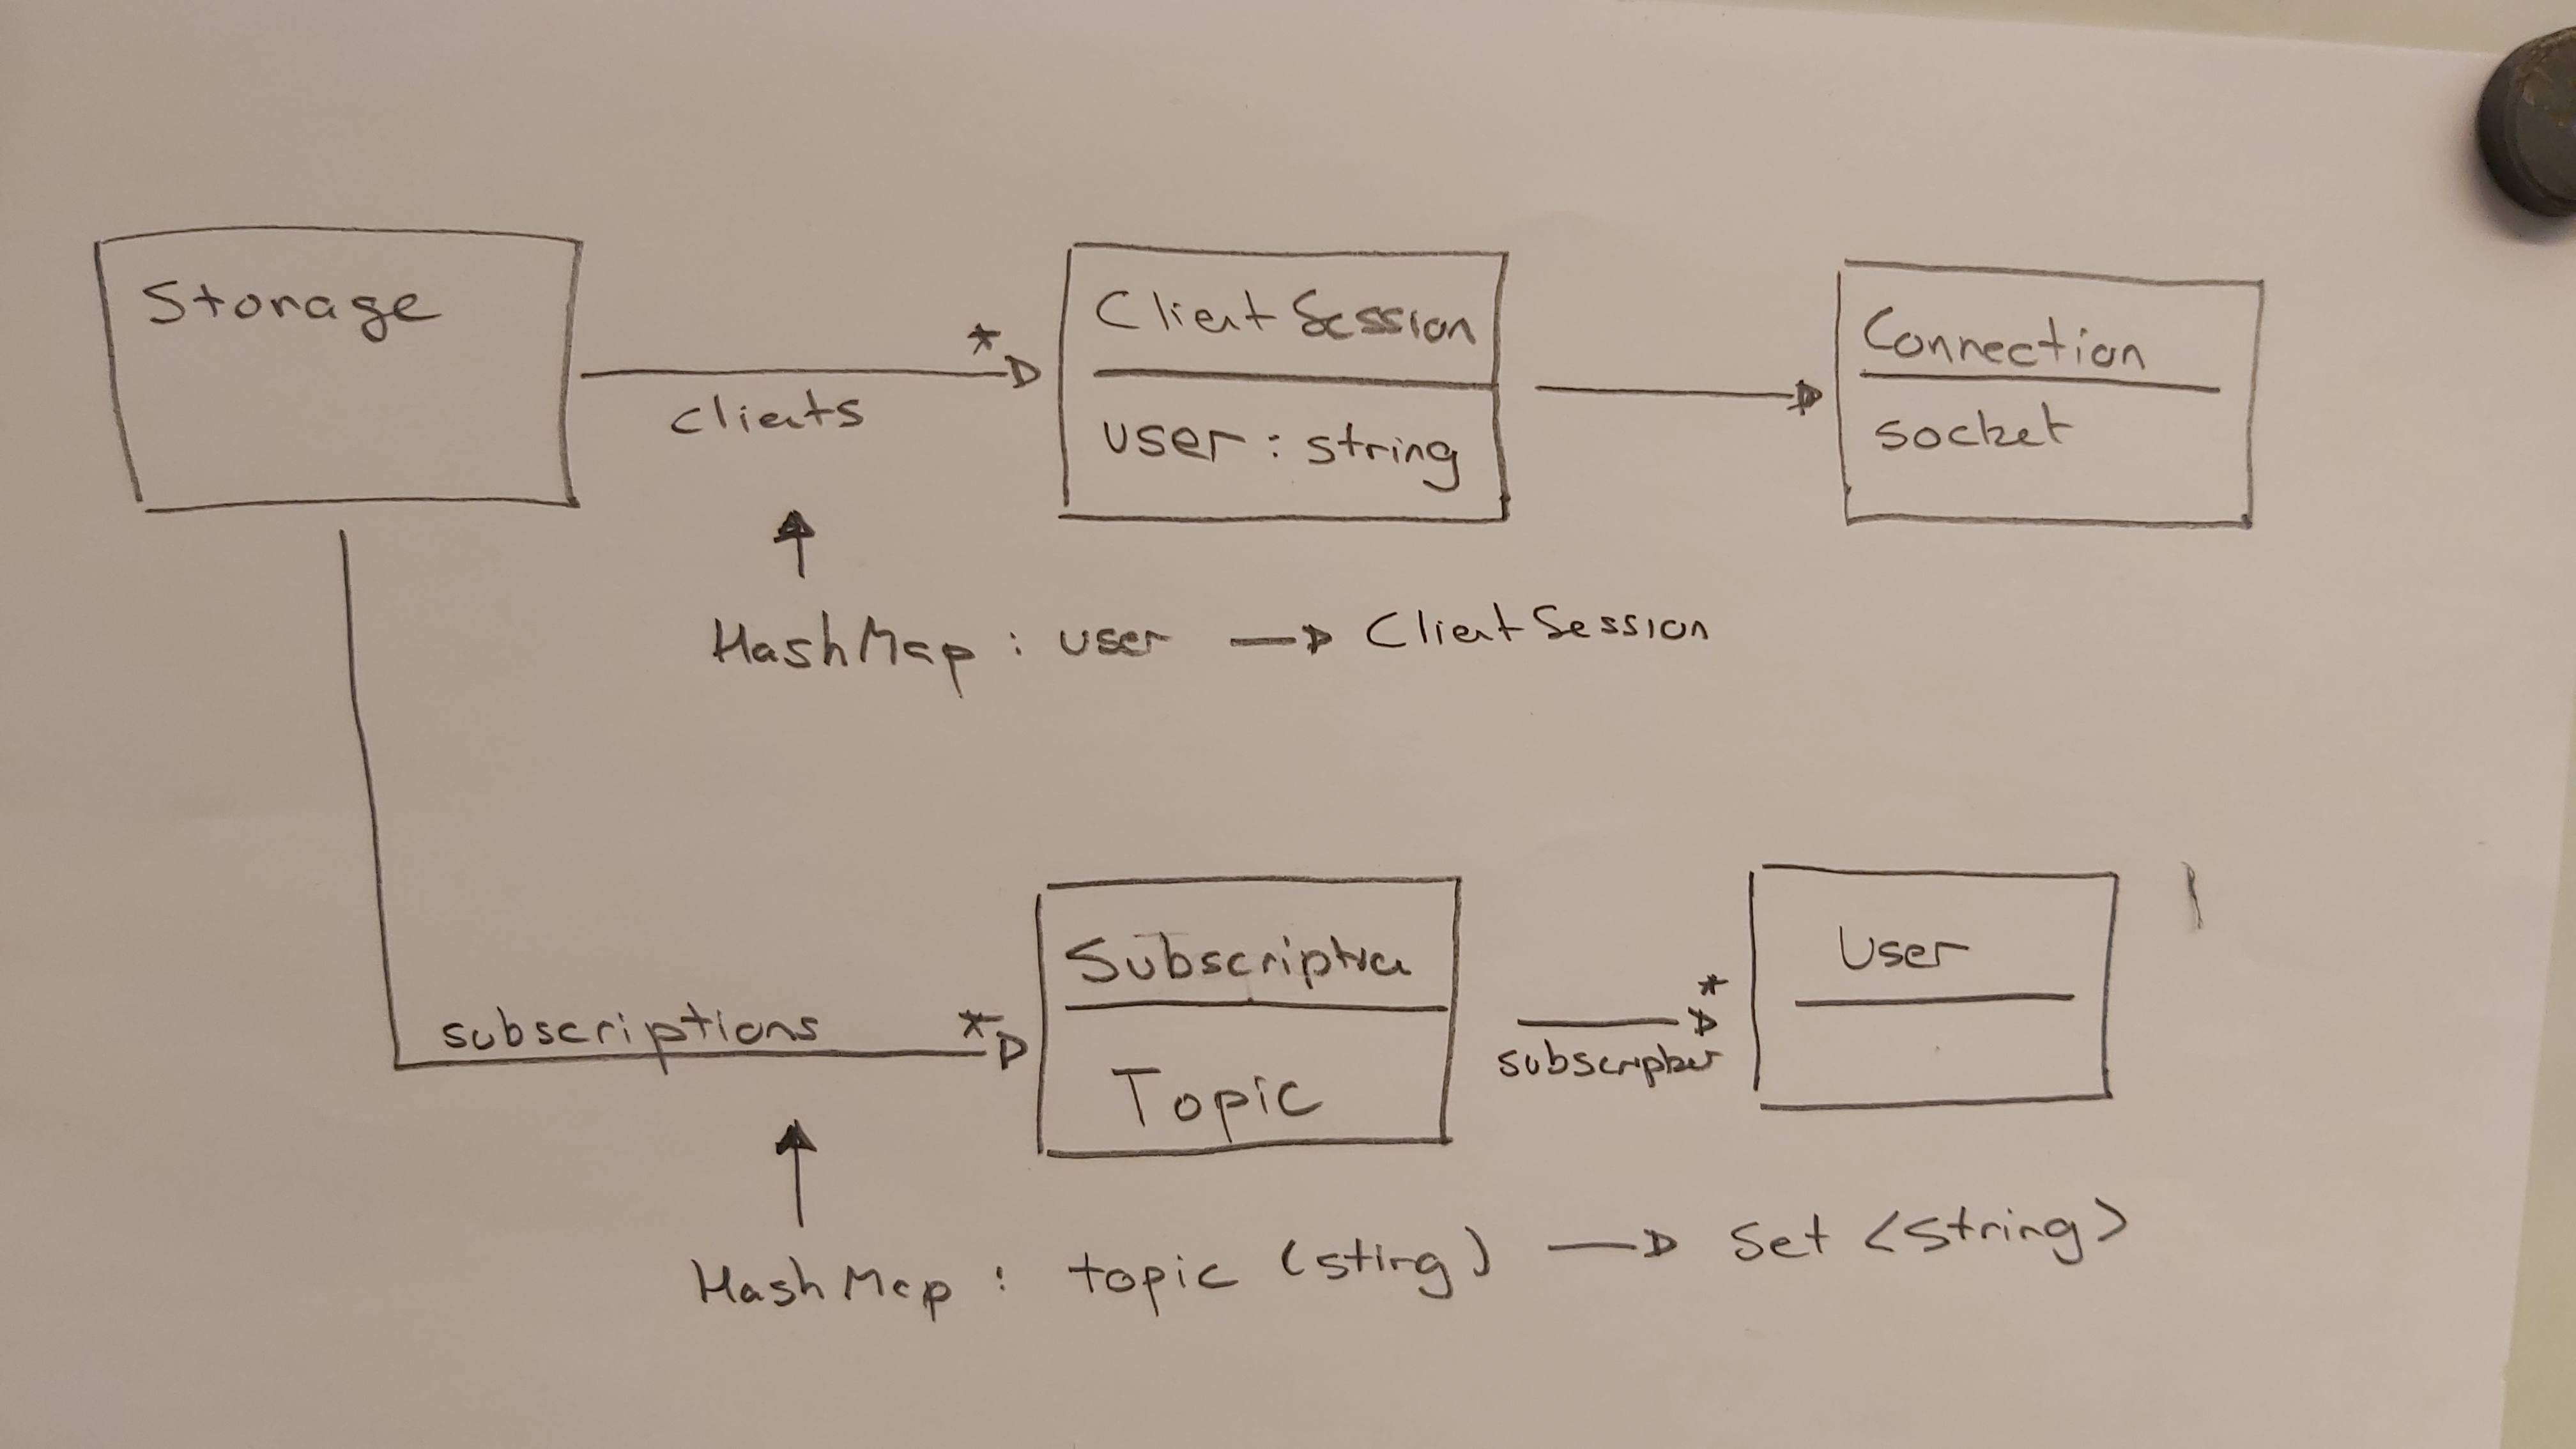 Storage
*
clients
ClientSession
user : string
Connection
socket
HashMap : user → ClientSession
subscriptions
*
Subscription
Topic
*
subscriber
User
HashMap : topic (sting) → Set <String>